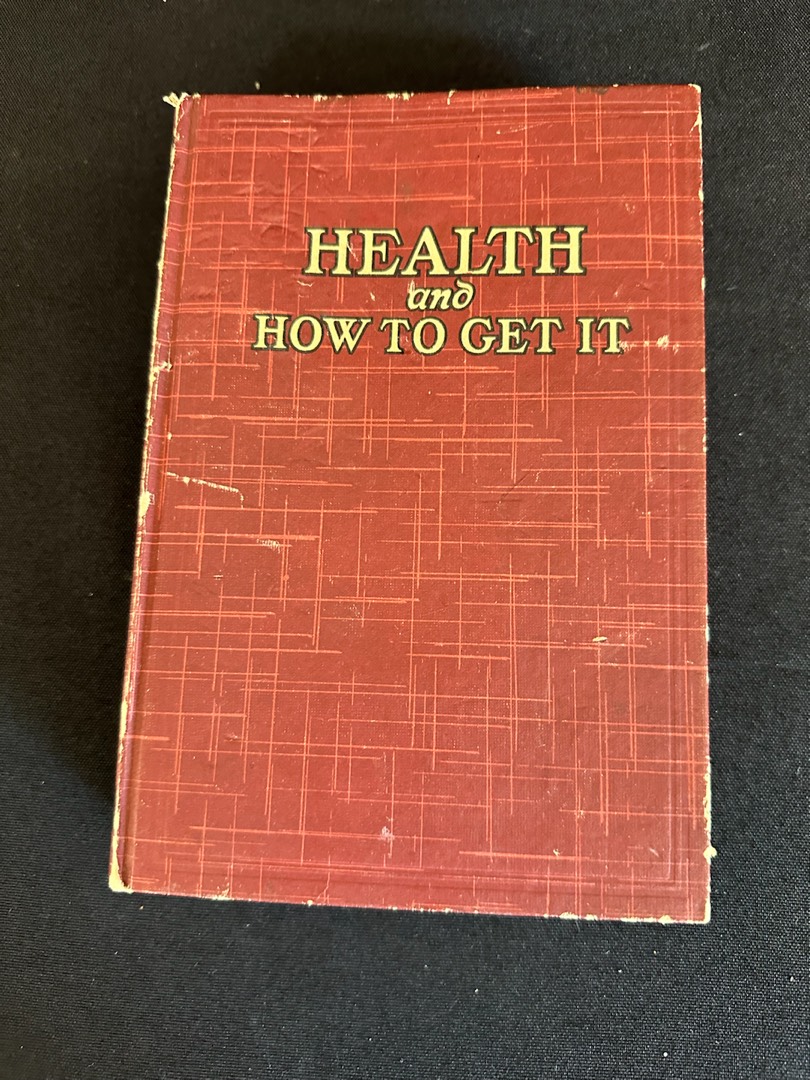 HEALTH
and
HOW TO GET IT